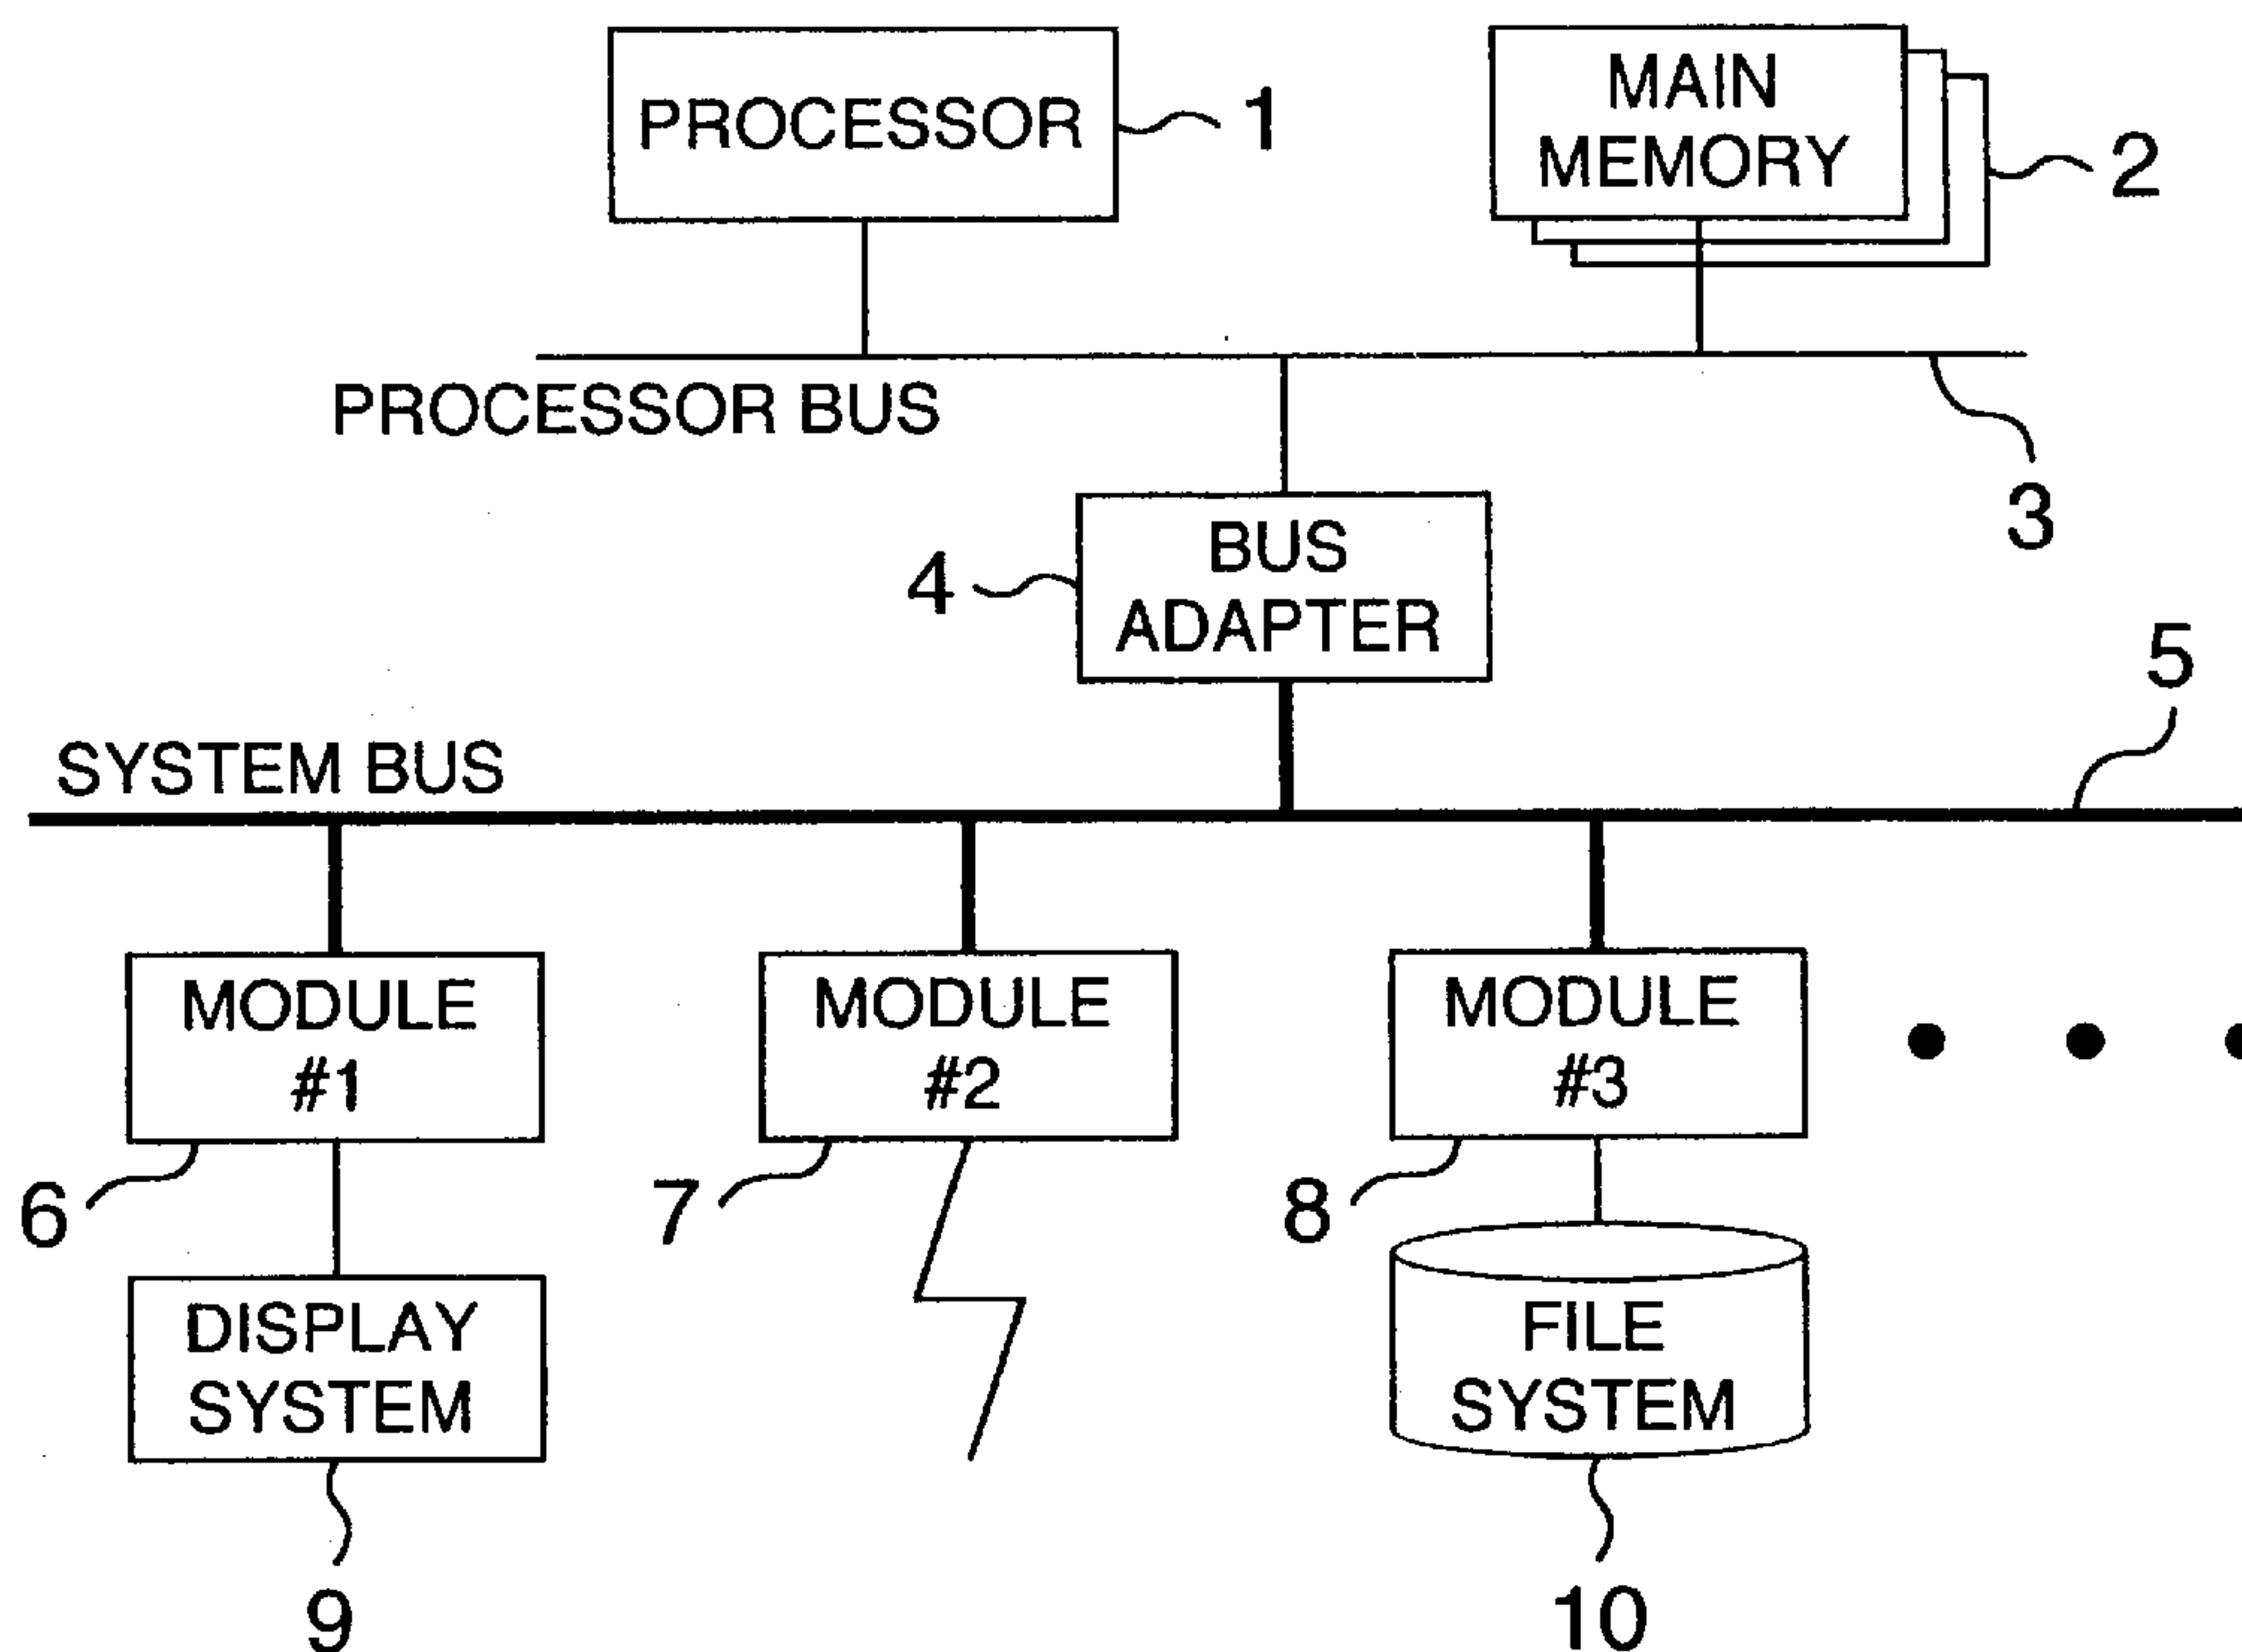 PROCESSOR
1
MAIN
MEMORY
2
PROCESSOR BUS
3
BUS
ADAPTER
4
5
SYSTEM BUS
MODULE
#1
6
MODULE
#2
7
MODULE
#3
8
DISPLAY
SYSTEM
9
FILE
SYSTEM
10